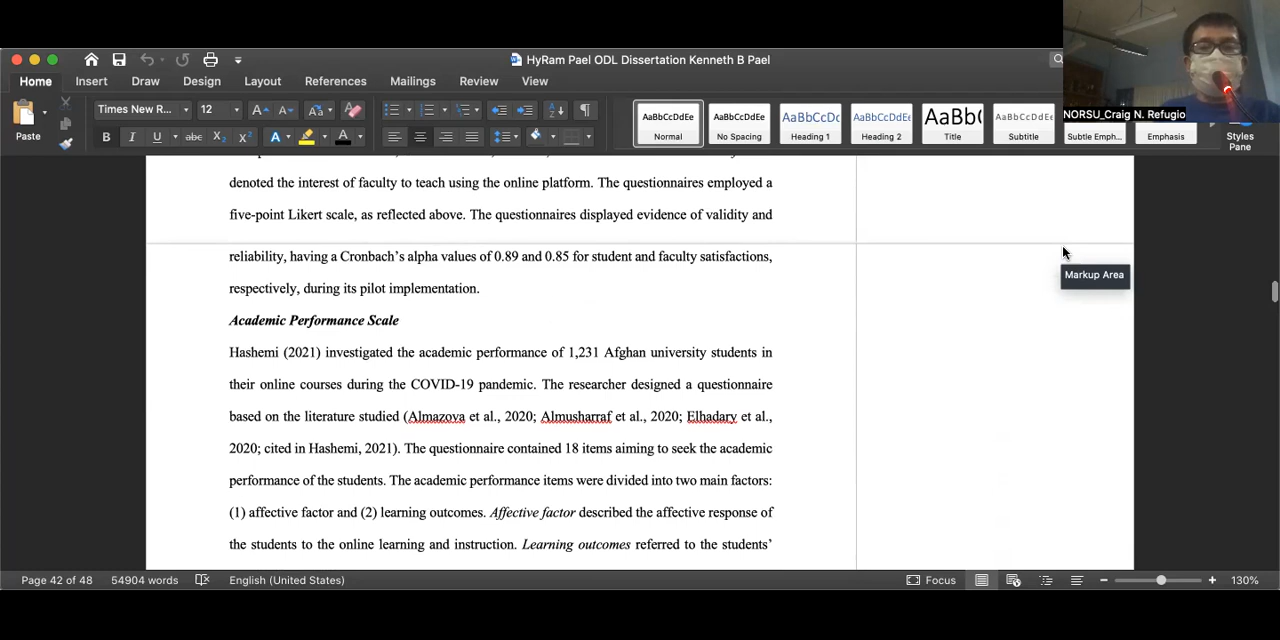 HyRam Pael ODL Dissertation Kenneth B Pael
Home Insert Draw Design Layout References Mailings Review View
Paste
Times New R... 12
AaBbCcDdEe AaBbCcDdEe AaBbCcDc AaBbCcDdE AaBb( AaBbCcDdEe
Normal No Spacing Heading 1 Heading 2 Title Subtitle Subtle Emph... Emphasis
Styles
Pane
NORSU_Craig N. Refugio
denoted the interest of faculty to teach using the online platform. The questionnaires employed a
five-point Likert scale, as reflected above. The questionnaires displayed evidence of validity and
reliability, having a Cronbach's alpha values of 0.89 and 0.85 for student and faculty satisfactions,
respectively, during its pilot implementation.
Academic Performance Scale
Hashemi (2021) investigated the academic performance of 1,231 Afghan university students in
their online courses during the COVID-19 pandemic. The researcher designed a questionnaire
based on the literature studied (Almazova et al., 2020; Almusharraf et al., 2020; Elhadary et al.,
2020; cited in Hashemi, 2021). The questionnaire contained 18 items aiming to seek the academic
performance of the students. The academic performance items were divided into two main factors:
(1) affective factor and (2) learning outcomes. Affective factor described the affective response of
the students to the online learning and instruction. Learning outcomes referred to the students'
Markup Area
Page 42 of 48 54904 words English (United States) Focus 130%